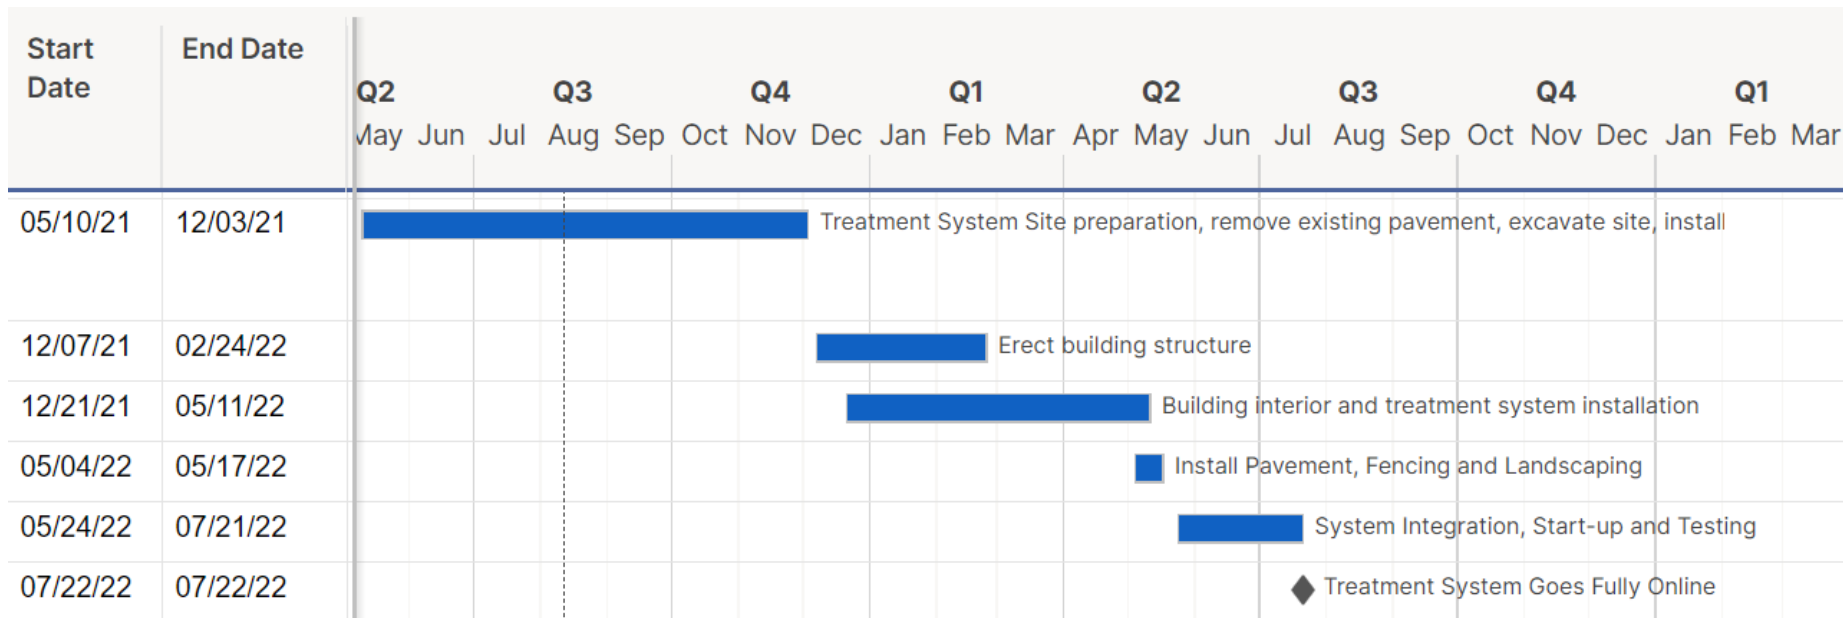 Start Date End Date
Q2 Q3 Q4 Q1 Q2 Q3 Q4 Q1
May Jun Jul Aug Sep Oct Nov Dec Jan Feb Mar Apr May Jun Jul Aug Sep Oct Nov Dec Jan Feb Mar
05/10/21 12/03/21 Treatment System Site preparation, remove existing pavement, excavate site, install
12/07/21 02/24/22 Erect building structure
12/21/21 05/11/22 Building interior and treatment system installation
05/04/22 05/17/22 Install Pavement, Fencing and Landscaping
05/24/22 07/21/22 System Integration, Start-up and Testing
07/22/22 07/22/22 Treatment System Goes Fully Online